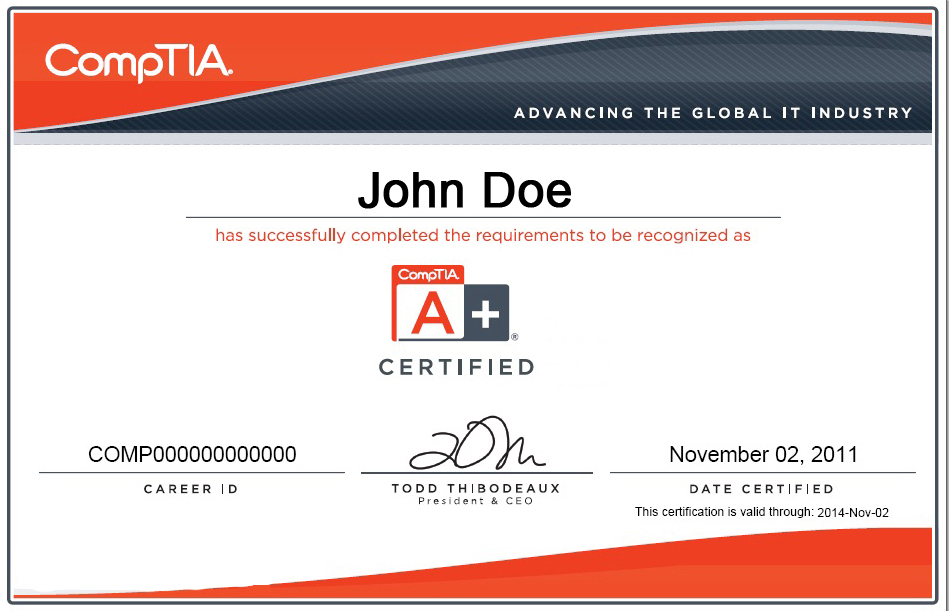 CompTIA.
ADVANCING THE GLOBAL IT INDUSTRY
John Doe
has successfully completed the requirements to be recognized as
CompTIA.
A+®
CERTIFIED
COMP000000000000
CAREER ID
TODD THIBODEAUX
President & CEO
November 02, 2011
DATE CERTIFIED
This certification is valid through: 2014-Nov-02